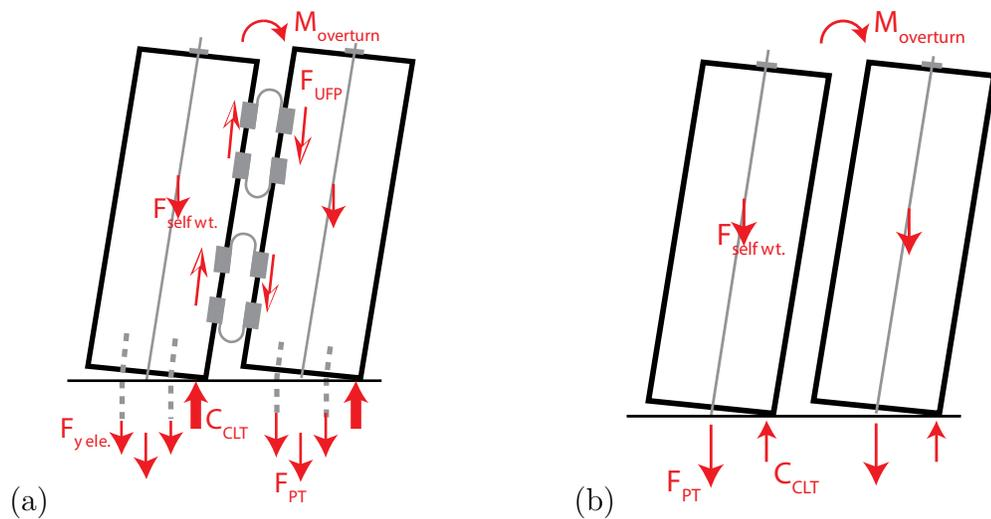 M overturn
F UFP
F self wt.
F y ele.
C CLT
F PT
(a)
M overturn
F self wt.
F PT
C CLT
(b)